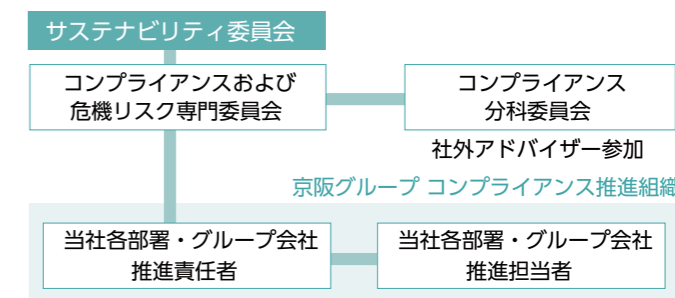 サステナビリティ委員会
コンプライアンスおよび
危機リスク専門委員会
コンプライアンス
分科委員会
社外アドバイザー参加
京阪グループ コンプライアンス推進組織
当社各部署・グループ会社
推進責任者
当社各部署・グループ会社
推進担当者